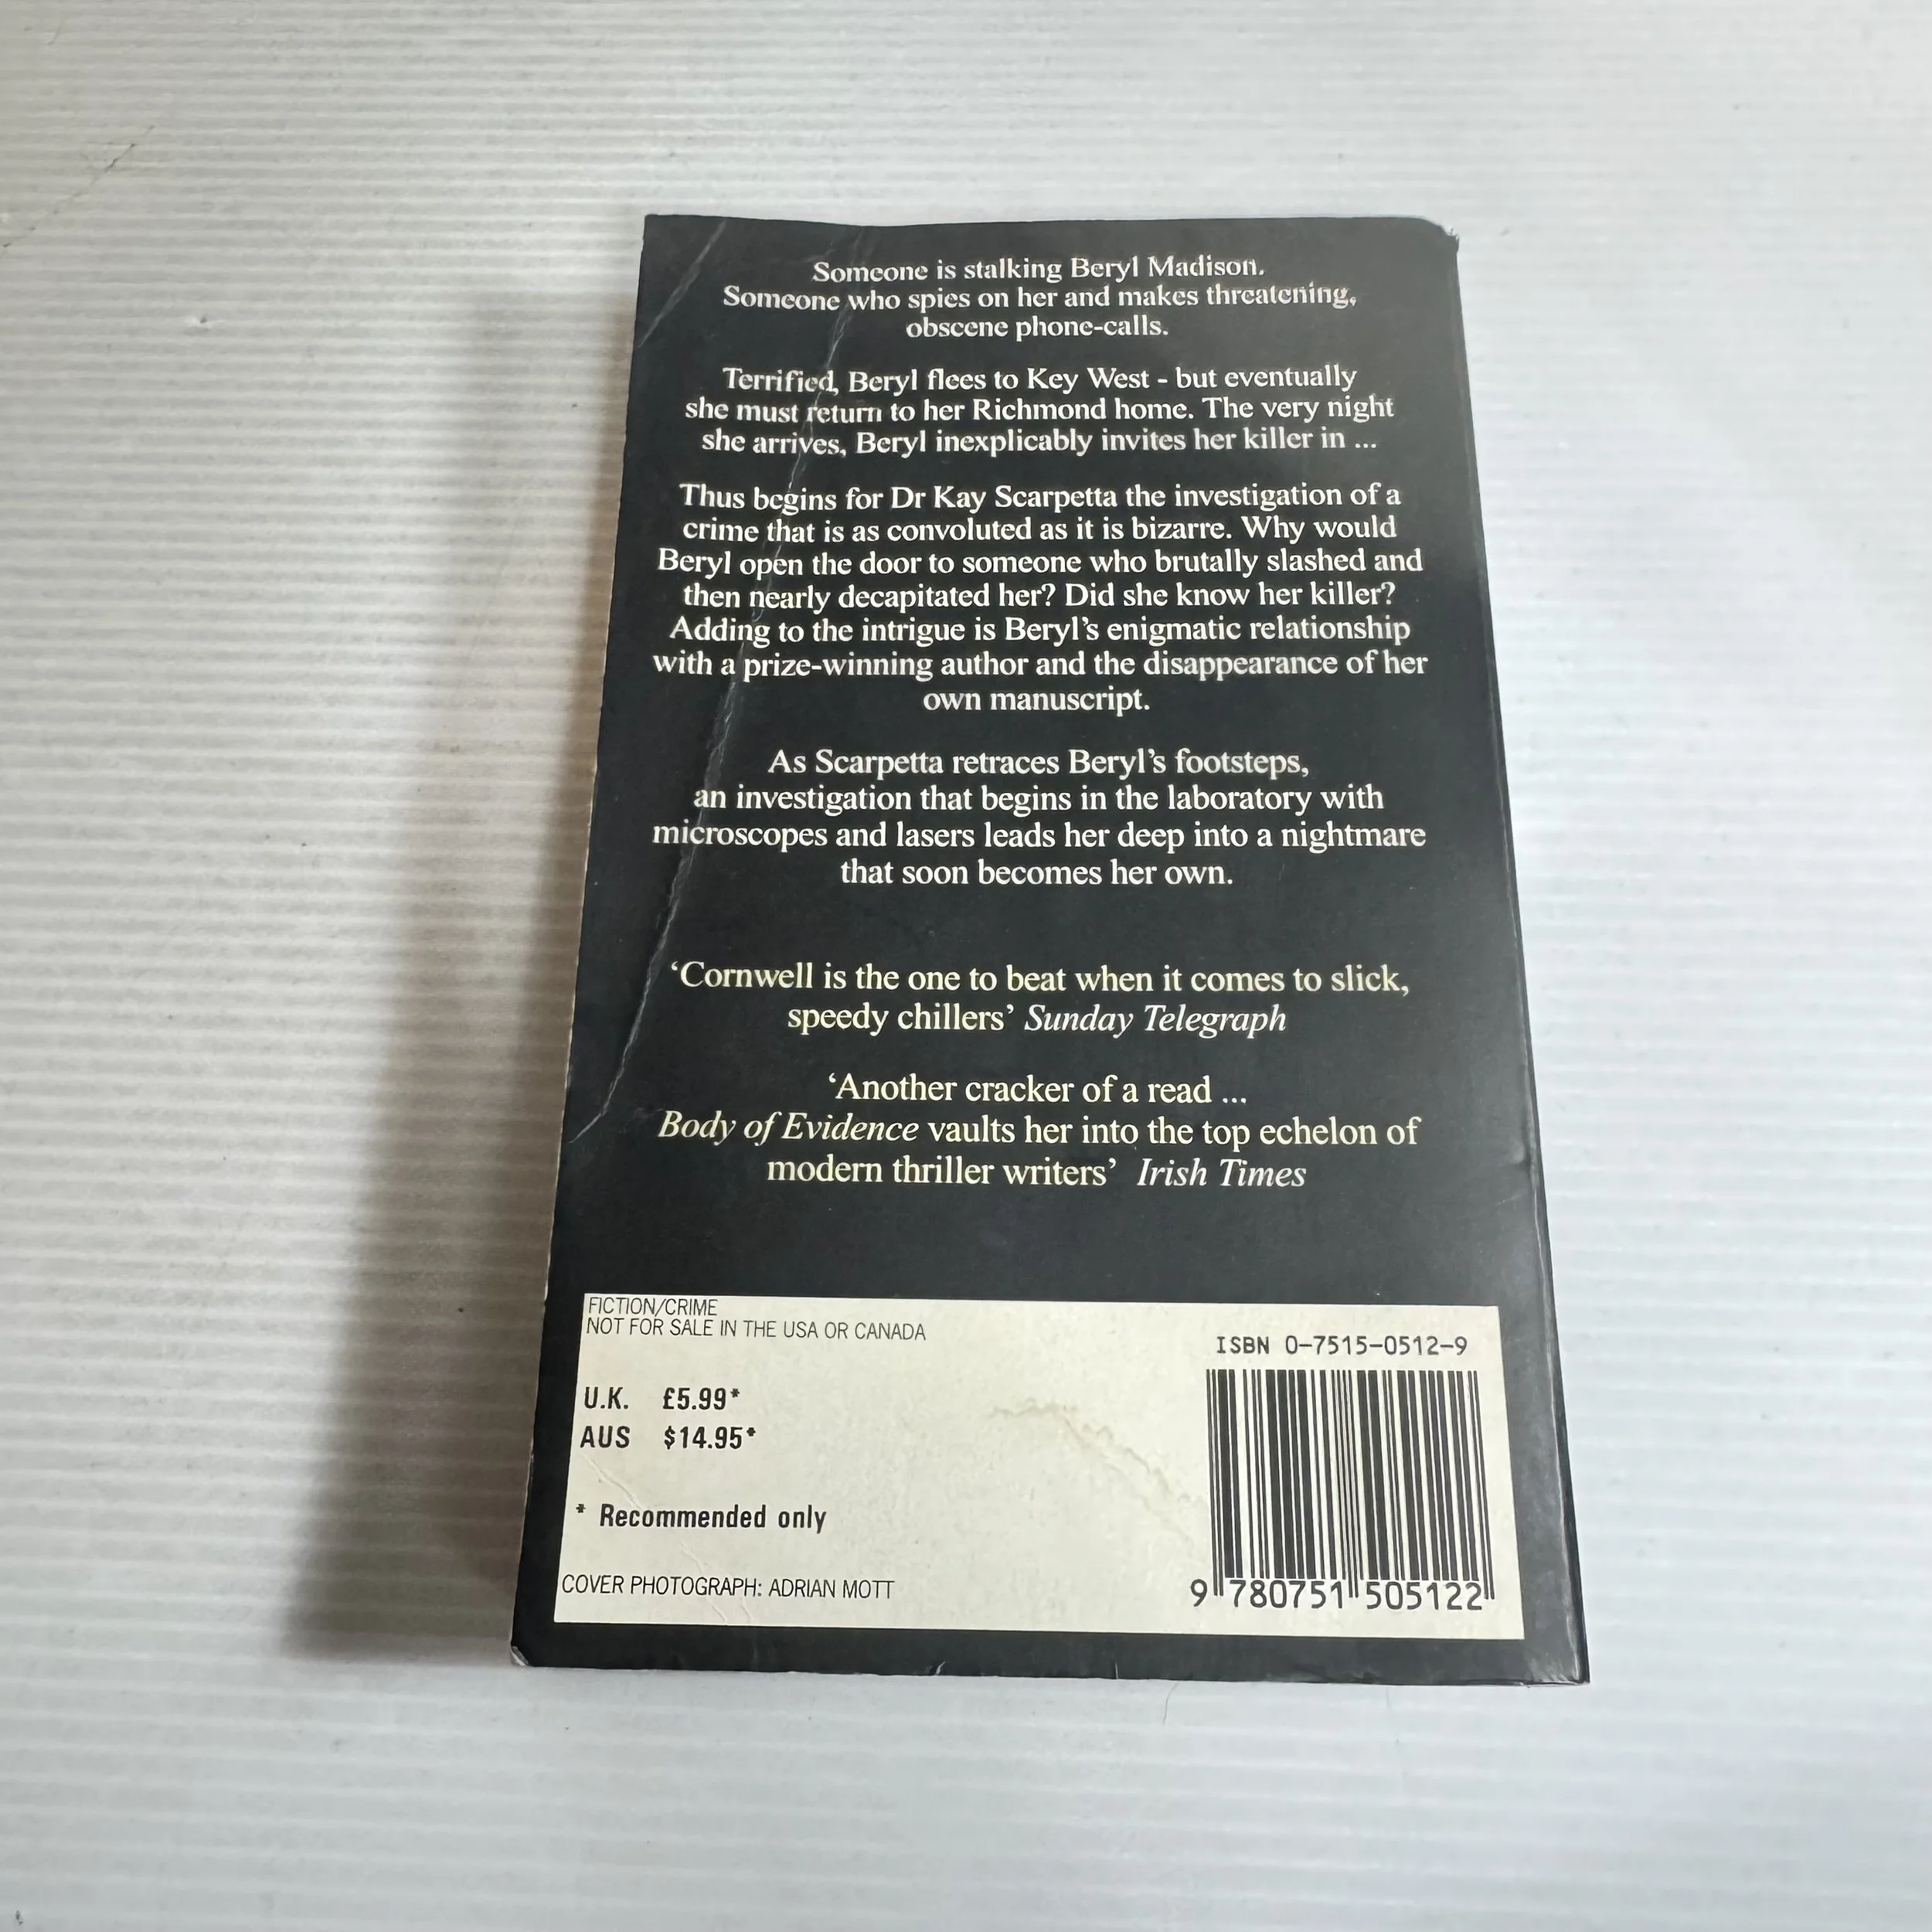 Someone is stalking Beryl Madison.
Someone who spies on her and makes threatening,
obscene phone-calls.
Terrified, Beryl flees to Key West - but eventually
she must return to her Richmond home. The very night
she arrives, Beryl inexplicably invites her killer in ...
Thus begins for Dr Kay Scarpetta the investigation of a
crime that is as convoluted as it is bizarre. Why would
Beryl open the door to someone who brutally slashed and
then nearly decapitated her? Did she know her killer?
Adding to the intrigue is Beryl's enigmatic relationship
with a prize-winning author and the disappearance of her
own manuscript.
As Scarpetta retraces Beryl's footsteps,
an investigation that begins in the laboratory with
microscopes and lasers leads her deep into a nightmare
that soon becomes her own.
‘Cornwell is the one to beat when it comes to slick,
speedy chillers’ Sunday Telegraph
‘Another cracker of a read ...
Body of Evidence vaults her into the top echelon of
modern thriller writers’ Irish Times
FICTION/CRIME
NOT FOR SALE IN THE USA OR CANADA
U.K. £5.99*
AUS $14.95*
* Recommended only
COVER PHOTOGRAPH: ADRIAN MOTT
ISBN 0-7515-0512-9
9 780751 505122